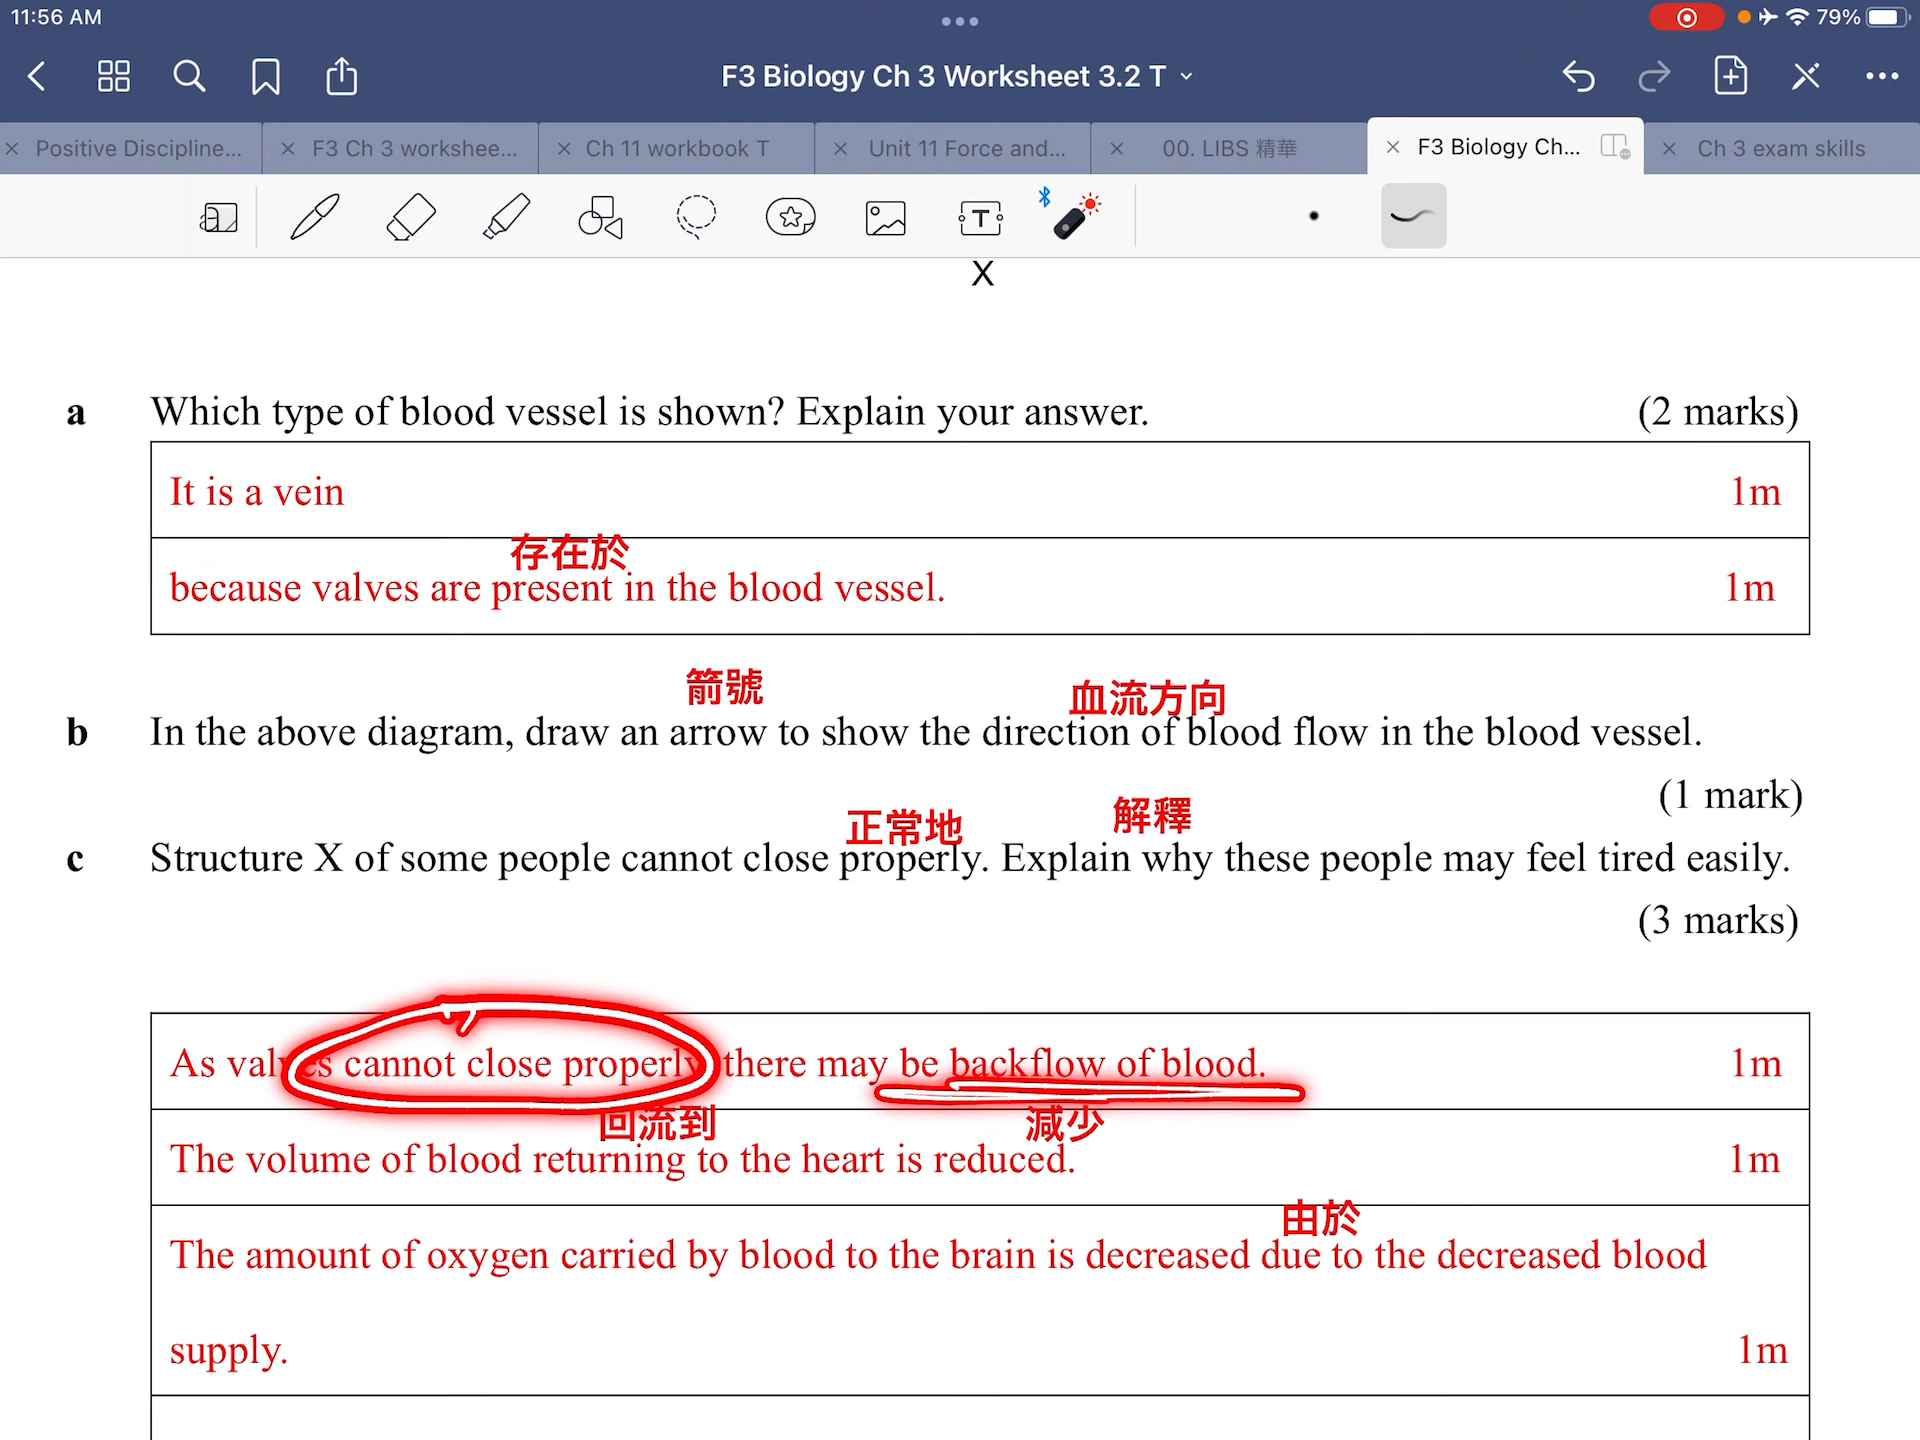 11:56 AM
79%
F3 Biology Ch 3 Worksheet 3.2 T
Positive Discipline...
F3 Ch 3 workshee...
Ch 11 workbook T
Unit 11 Force and...
00. LIBS 精華
F3 Biology Ch...
Ch 3 exam skills
X
a Which type of blood vessel is shown? Explain your answer. (2 marks)
It is a vein 1m
存在於
because valves are present in the blood vessel. 1m
箭號 血流方向
b In the above diagram, draw an arrow to show the direction of blood flow in the blood vessel.
(1 mark)
正常地 解釋
c Structure X of some people cannot close properly. Explain why these people may feel tired easily.
(3 marks)
As valves cannot close properly, there may be backflow of blood. 1m
回流到 減少
The volume of blood returning to the heart is reduced. 1m
由於
The amount of oxygen carried by blood to the brain is decreased due to the decreased blood
supply. 1m